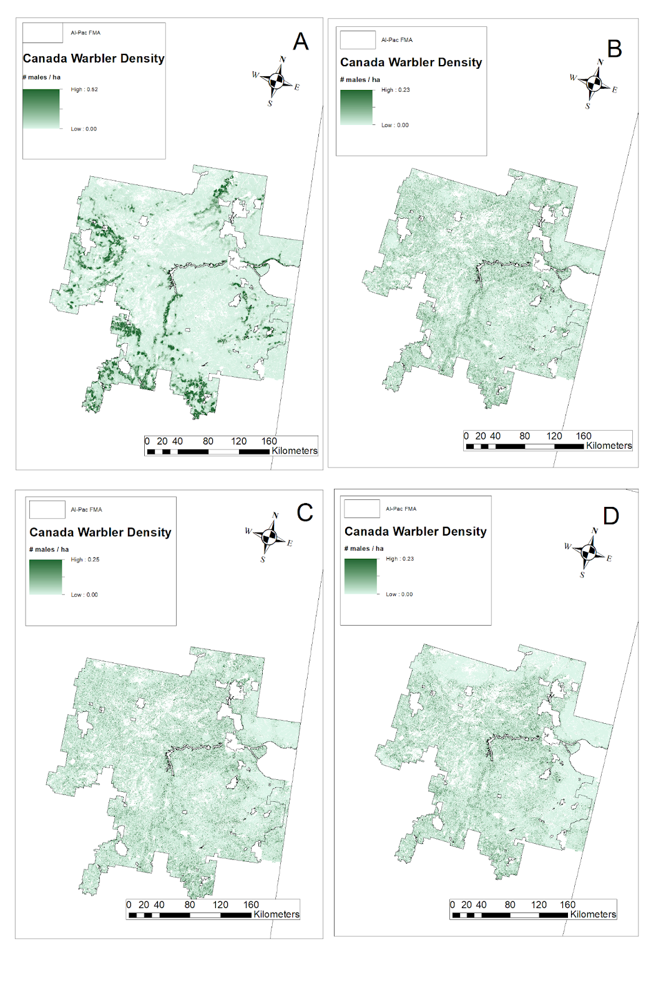 Al-Pac FMA
A
Canada Warbler Density
# males / ha
High : 0.52
Low : 0.00
N
W
E
S
0 20 40 80 120 160
Kilometers
Al-Pac FMA
B
Canada Warbler Density
# males / ha
High : 0.23
Low : 0.00
N
W
E
S
0 20 40 80 120 160
Kilometers
Al-Pac FMA
C
Canada Warbler Density
# males / ha
High : 0.25
Low : 0.00
N
W
E
S
0 20 40 80 120 160
Kilometers
Al-Pac FMA
D
Canada Warbler Density
# males / ha
High : 0.23
Low : 0.00
N
W
E
S
0 20 40 80 120 160
Kilometers